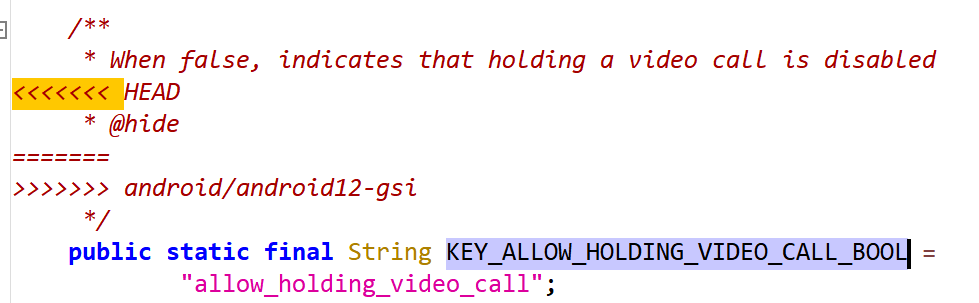 /**
* When false, indicates that holding a video call is disabled
<<<<<<< HEAD
* @hide
=======
>>>>>>> android/android12-gsi
*/
public static final String KEY_ALLOW_HOLDING_VIDEO_CALL_BOOL =
"allow_holding_video_call";